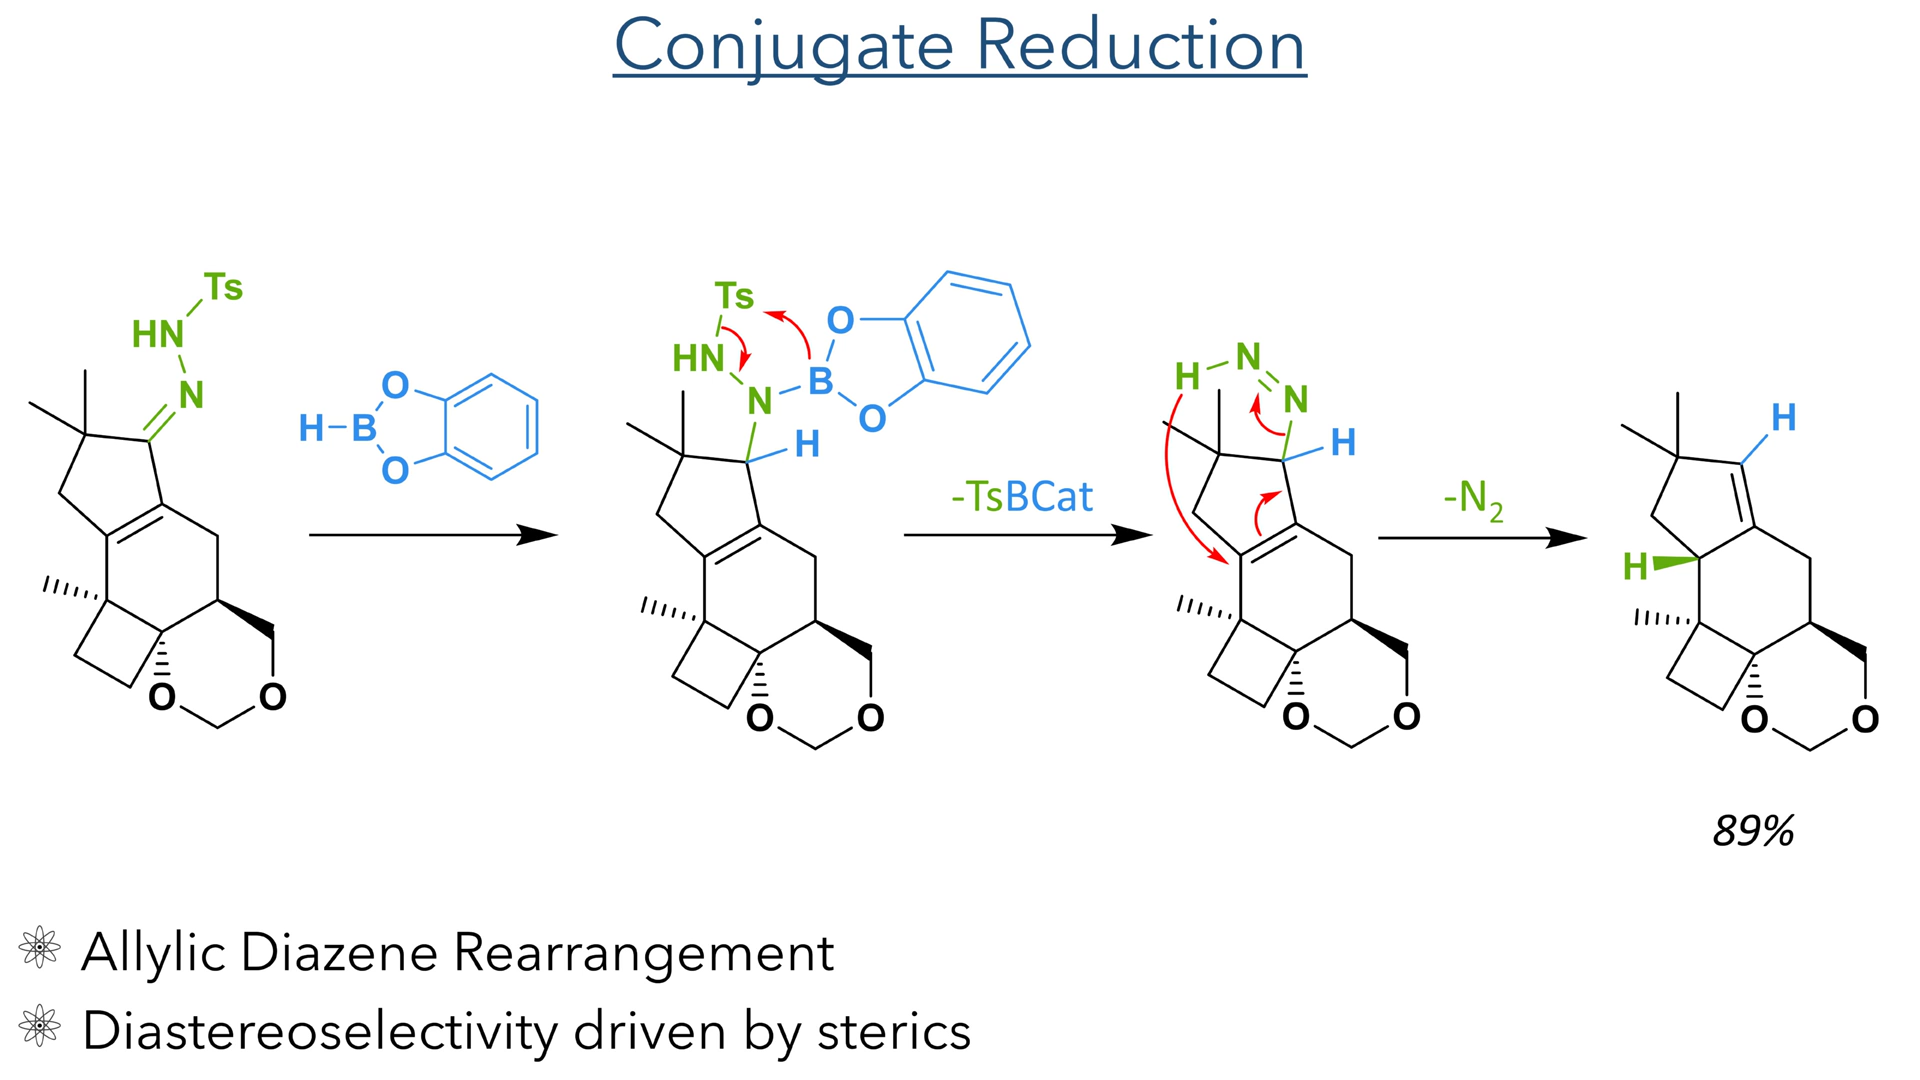 Conjugate Reduction
Ts
HN
N
H
B
O
O
O
O
Ts
HN
N
B
O
O
H
O
O
-TsBCat
H
N
N
H
O
O
-N₂
H
H
O
O
89%
Allylic Diazene Rearrangement
Diastereoselectivity driven by sterics